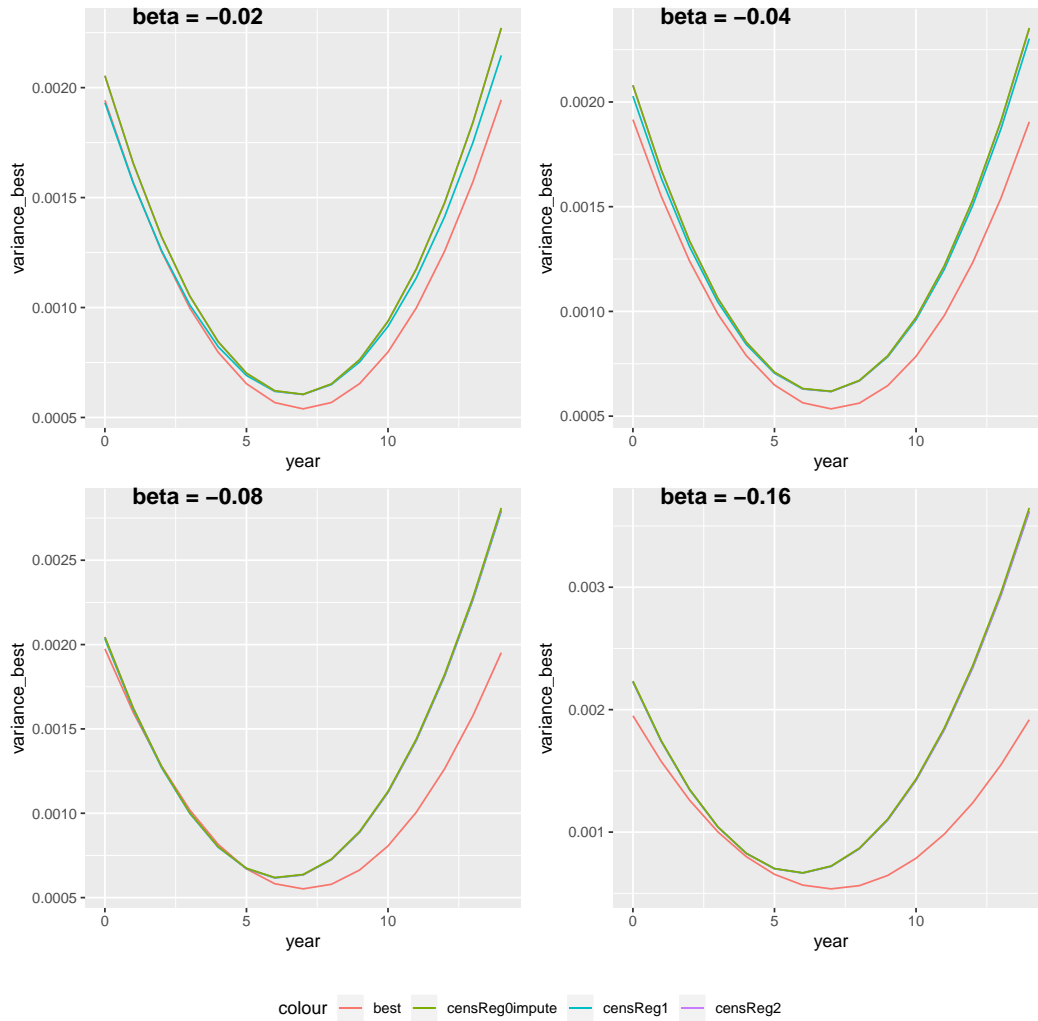 beta = −0.02
0.0020
0.0015
0.0010
0.0005
variance_best
0
5
10
year
beta = −0.04
0.0020
0.0015
0.0010
0.0005
variance_best
0
5
10
year
beta = −0.08
0.0025
0.0020
0.0015
0.0010
0.0005
variance_best
0
5
10
year
beta = −0.16
0.003
0.002
0.001
variance_best
0
5
10
year
colour best censReg0impute censReg1 censReg2